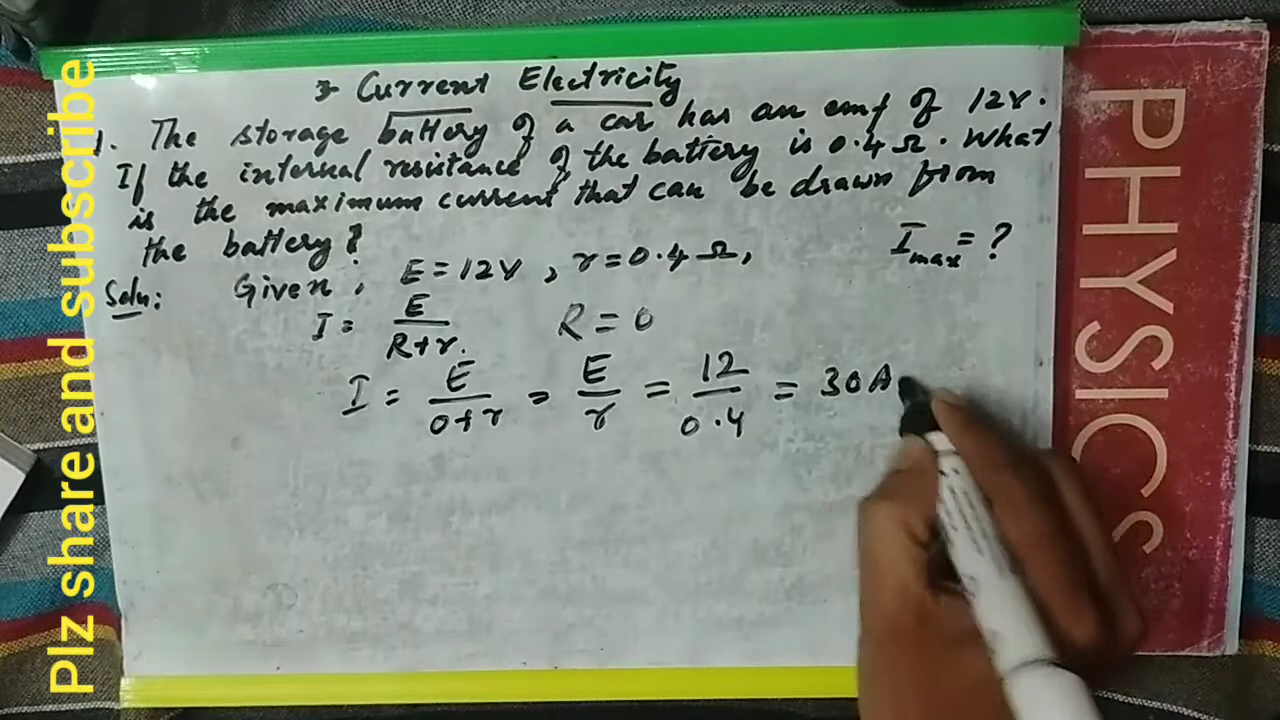 3- Current Electricity
1. The storage battery of a car has an emf of 12V.
If the internal resistance of the battery is 0.4 Ω. What
is the maximum current that can be drawn from
the battery?
Soln: Given, E = 12V, r = 0.4 Ω, I max = ?
I = E/R+r. R = 0
I = E/0+r = E/r = 12/0.4 = 30A
PHYSICS
Plz share and subscribe